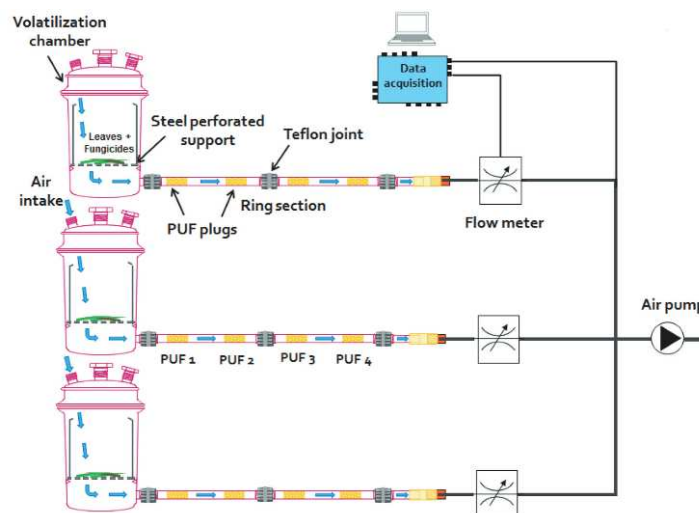 Volatilization
chamber
Data
acquisition
Steel perforated
support
Teflon joint
Leaves +
Fungicides
Air
intake
PUF plugs
Ring section
Flow meter
Air pump
PUF 1
PUF 2
PUF 3
PUF 4